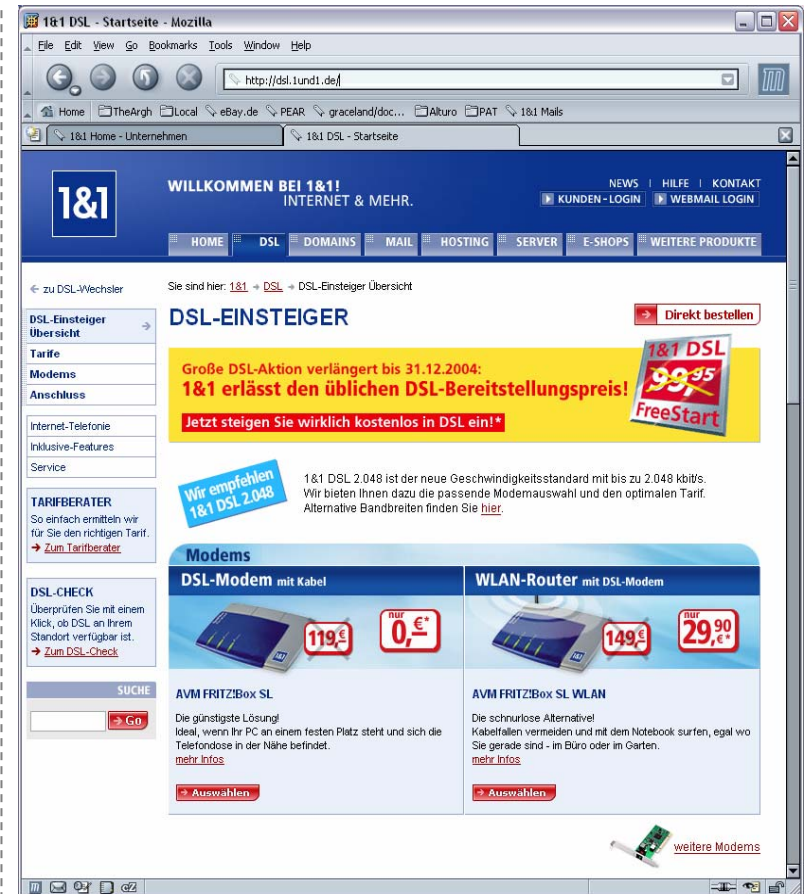 1&1 DSL - Startseite - Mozilla
File Edit View Go Bookmarks Tools Window Help
http://dsl.1und1.de/
Home TheArgh Local eBay.de PEAR graceland/doc... Alturo PAT 1&1 Mails
1&1 Home - Unternehmen
1&1 DSL - Startseite
1&1
WILLKOMMEN BEI 1&1!
INTERNET & MEHR.
NEWS | HILFE | KONTAKT
KUNDEN-LOGIN WEBMAIL LOGIN
HOME DSL DOMAINS MAIL HOSTING SERVER E-SHOPS WEITERE PRODUKTE
← zu DSL-Wechsler
Sie sind hier: 1&1 → DSL → DSL-Einsteiger Übersicht
DSL-Einsteiger
Übersicht →
Tarife
Modems
Anschluss
Internet-Telefonie
Inklusive-Features
Service
TARIFBERATER
So einfach ermitteln wir
für Sie den richtigen Tarif.
→ Zum Tarifberater
DSL-CHECK
Überprüfen Sie mit einem
Klick, ob DSL an Ihrem
Standort verfügbar ist.
→ Zum DSL-Check
SUCHE
→ Go
DSL-EINSTEIGER
→ Direkt bestellen
Große DSL-Aktion verlängert bis 31.12.2004:
1&1 erlässt den üblichen DSL-Bereitstellungspreis!
Jetzt steigen Sie wirklich kostenlos in DSL ein!*
1&1 DSL
99,95
FreeStart
Wir empfehlen
1&1 DSL 2.048
1&1 DSL 2.048 ist der neue Geschwindigkeitsstandard mit bis zu 2.048 kbit/s.
Wir bieten Ihnen dazu die passende Modemauswahl und den optimalen Tarif.
Alternative Bandbreiten finden Sie hier.
Modems
DSL-Modem mit Kabel
119,€
nur
0,€*
AVM FRITZ!Box SL
Die günstigste Lösung!
Ideal, wenn Ihr PC an einem festen Platz steht und sich die
Telefondose in der Nähe befindet.
mehr Infos
→ Auswählen
WLAN-Router mit DSL-Modem
149,€
nur
29,90 €*
AVM FRITZ!Box SL WLAN
Die schnurlose Alternative!
Kabelfallen vermeiden und mit dem Notebook surfen, egal wo
Sie gerade sind - im Büro oder im Garten.
mehr Infos
→ Auswählen
weitere Modems